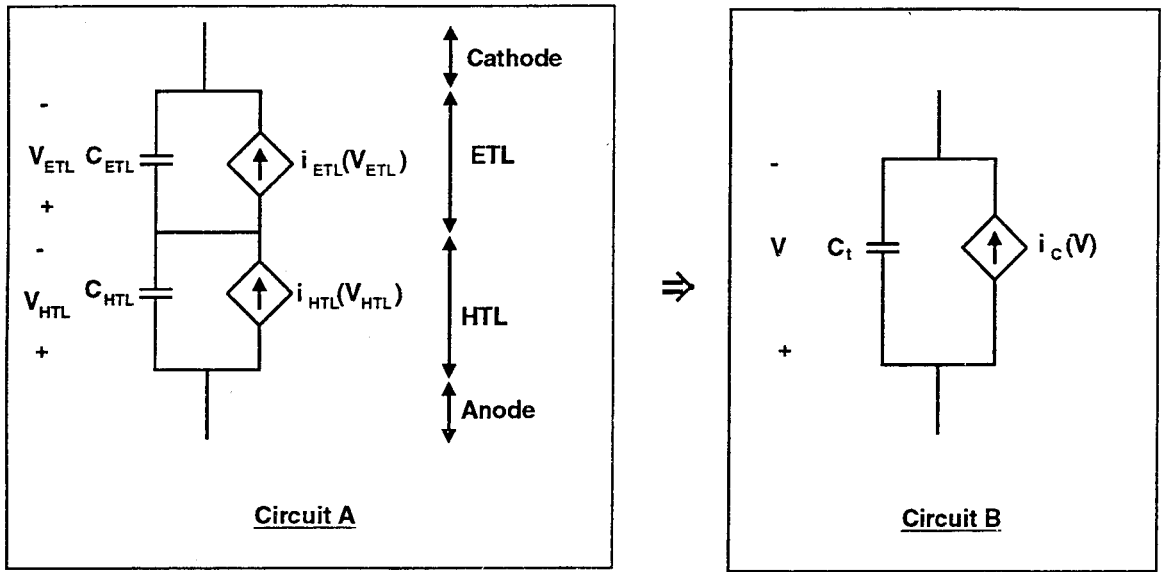 Cathode
-
V_ETL C_ETL i_ETL(V_ETL) ETL
+
-
V_HTL C_HTL i_HTL(V_HTL) HTL
+
Anode
Circuit A
⇒
-
V C_t i_C(V)
+
Circuit B